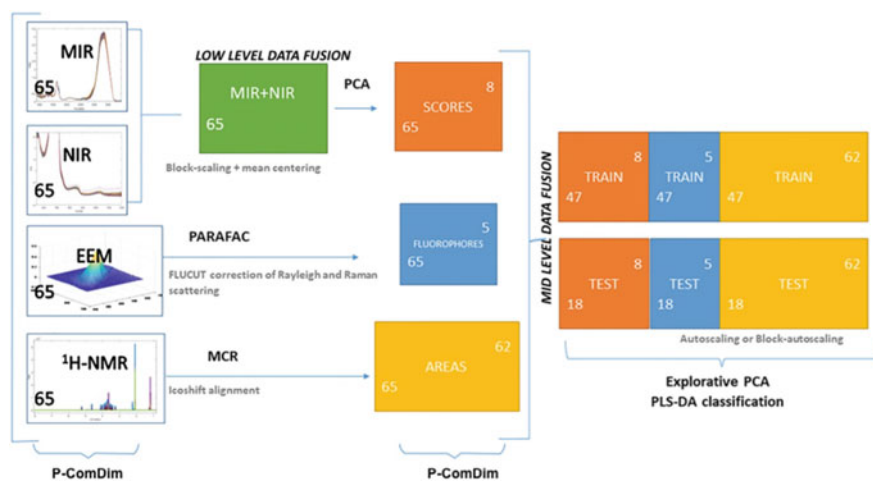 MIR
65
NIR
65
EEM
65
¹H-NMR
65
P-ComDim
LOW LEVEL DATA FUSION
MIR+NIR
65
Block-scaling + mean centering
PCA
8
SCORES
65
PARAFAC
FLUCUT correction of Rayleigh and Raman
scattering
5
FLUOROPHORES
65
MCR
Icoshift alignment
62
AREAS
65
P-ComDim
MID LEVEL DATA FUSION
8
TRAIN
47
5
TRAIN
47
62
TRAIN
47
8
TEST
18
5
TEST
18
62
TEST
18
Autoscaling or Block-autoscaling
Explorative PCA
PLS-DA classification